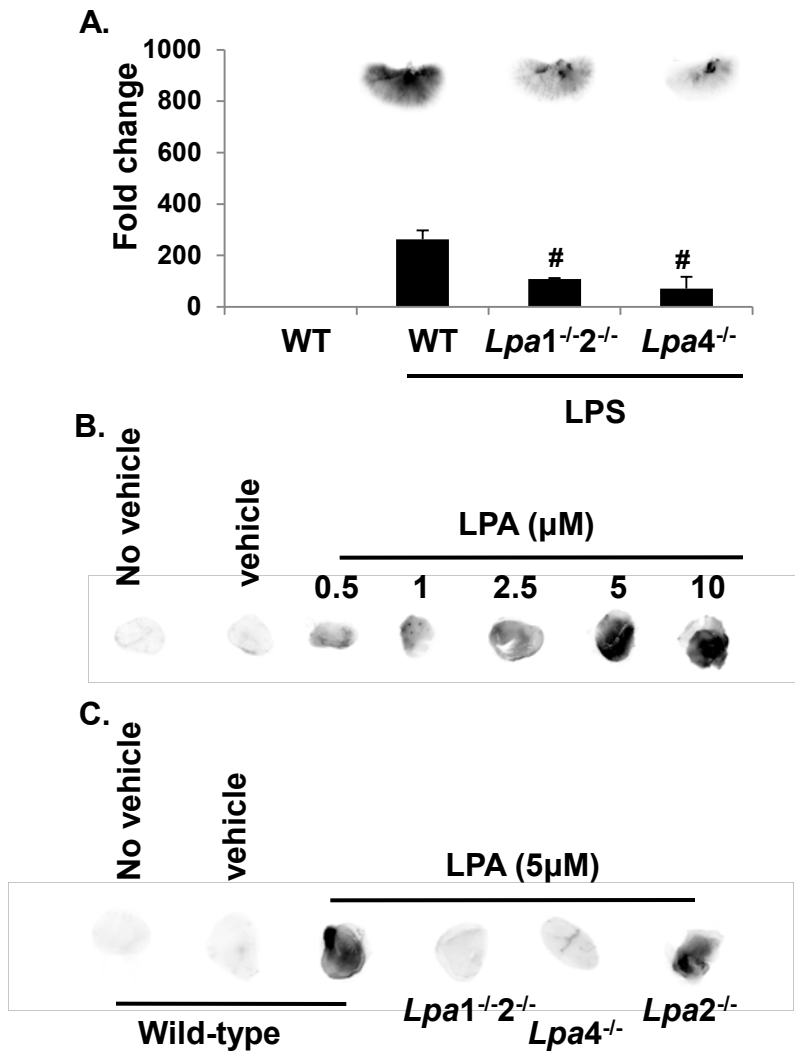 A.
Fold change
1000
800
600
400
200
0
# #
WT WT Lpa1-/-2-/- Lpa4-/-
LPS
B.
No vehicle vehicle LPA (µM)
0.5 1 2.5 5 10
C.
No vehicle vehicle LPA (5µM)
Wild-type Lpa1-/-2-/- Lpa4-/- Lpa2-/-